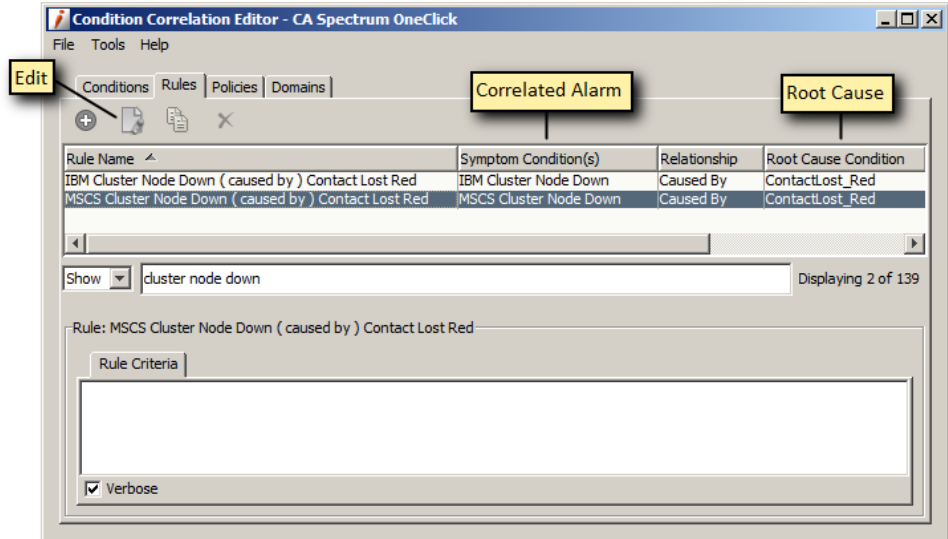 Condition Correlation Editor - CA Spectrum OneClick
File Tools Help
Edit
Conditions Rules Policies Domains
Correlated Alarm
Root Cause
Rule Name Symptom Condition(s) Relationship Root Cause Condition
IBM Cluster Node Down ( caused by ) Contact Lost Red IBM Cluster Node Down Caused By ContactLost_Red
MSCS Cluster Node Down ( caused by ) Contact Lost Red MSCS Cluster Node Down Caused By ContactLost_Red
Show cluster node down Displaying 2 of 139
Rule: MSCS Cluster Node Down ( caused by ) Contact Lost Red
Rule Criteria
Verbose